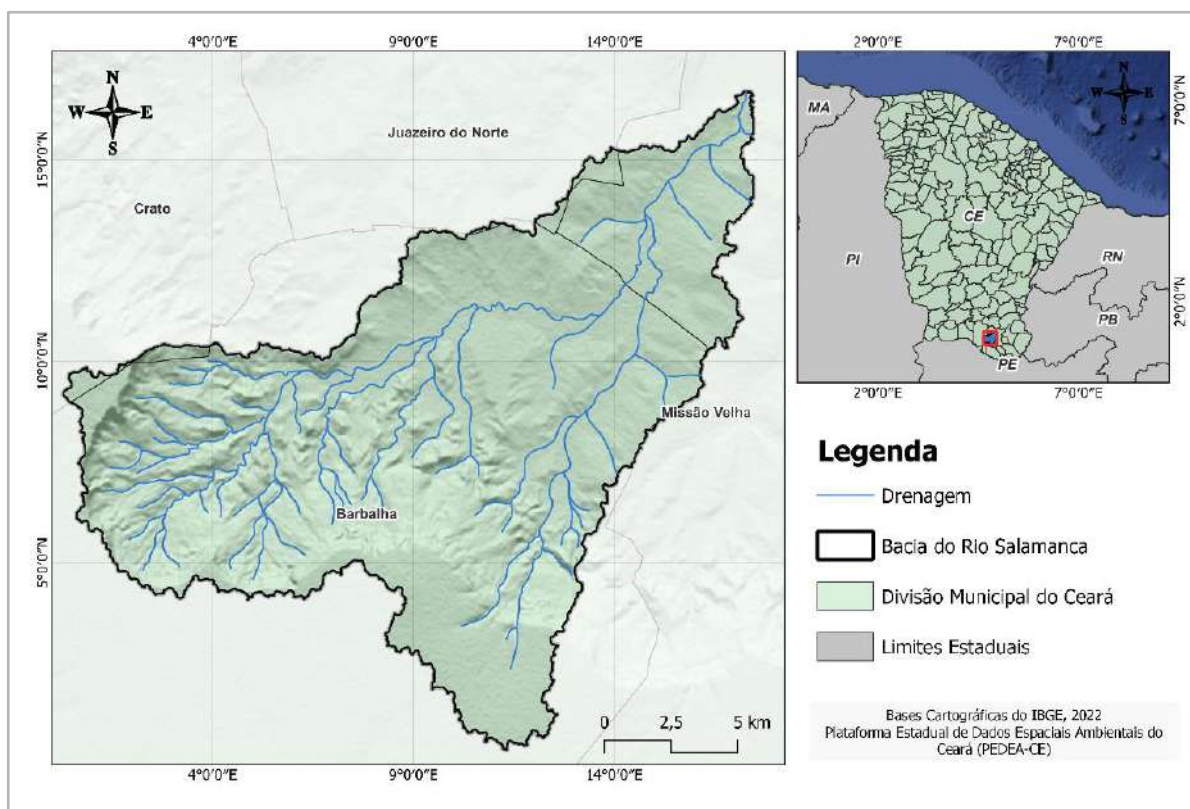 4°0'0"E
9°0'0"E
14°0'0"E
N
W
E
S
15°0'0"N
10°0'0"N
5°0'0"N
Juazeiro do Norte
Crato
Missão Velha
Barbalha
0
2,5
5 km
4°0'0"E
9°0'0"E
14°0'0"E
2°0'0"E
7°0'0"E
N
W
E
S
MA
CE
PI
RN
PB
PE
7°0'0"N
2°0'0"N
2°0'0"E
7°0'0"E
Legenda
Drenagem
Bacia do Rio Salamanca
Divisão Municipal do Ceará
Limites Estaduais
Bases Cartográficas do IBGE, 2022
Plataforma Estadual de Dados Espaciais Ambientais do
Ceará (PEDEA-CE)